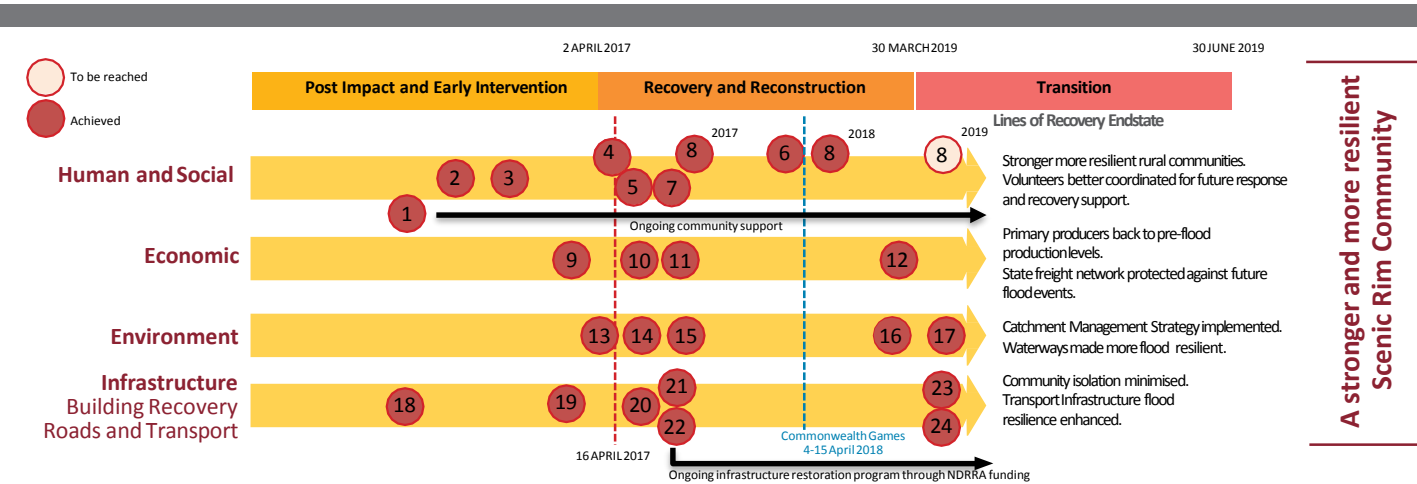 2 APRIL 2017
30 MARCH 2019
30 JUNE 2019
To be reached
Achieved
Post Impact and Early Intervention
Recovery and Reconstruction
Transition
Lines of Recovery Endstate
Human and Social
1
2
3
4
5
7
8
2017
6
8
2018
8
2019
Stronger more resilient rural communities.
Volunteers better coordinated for future response
and recovery support.
Ongoing community support
Economic
9
10
11
12
Primary producers back to pre-flood
production levels.
State freight network protected against future
flood events.
Environment
13
14
15
16
17
Catchment Management Strategy implemented.
Waterways made more flood resilient.
Infrastructure
Building Recovery
Roads and Transport
18
19
20
21
22
23
24
Community isolation minimised.
Transport Infrastructure flood
resilience enhanced.
16 APRIL 2017
Commonwealth Games
4-15 April 2018
Ongoing infrastructure restoration program through NDRRA funding
A stronger and more resilient
Scenic Rim Community